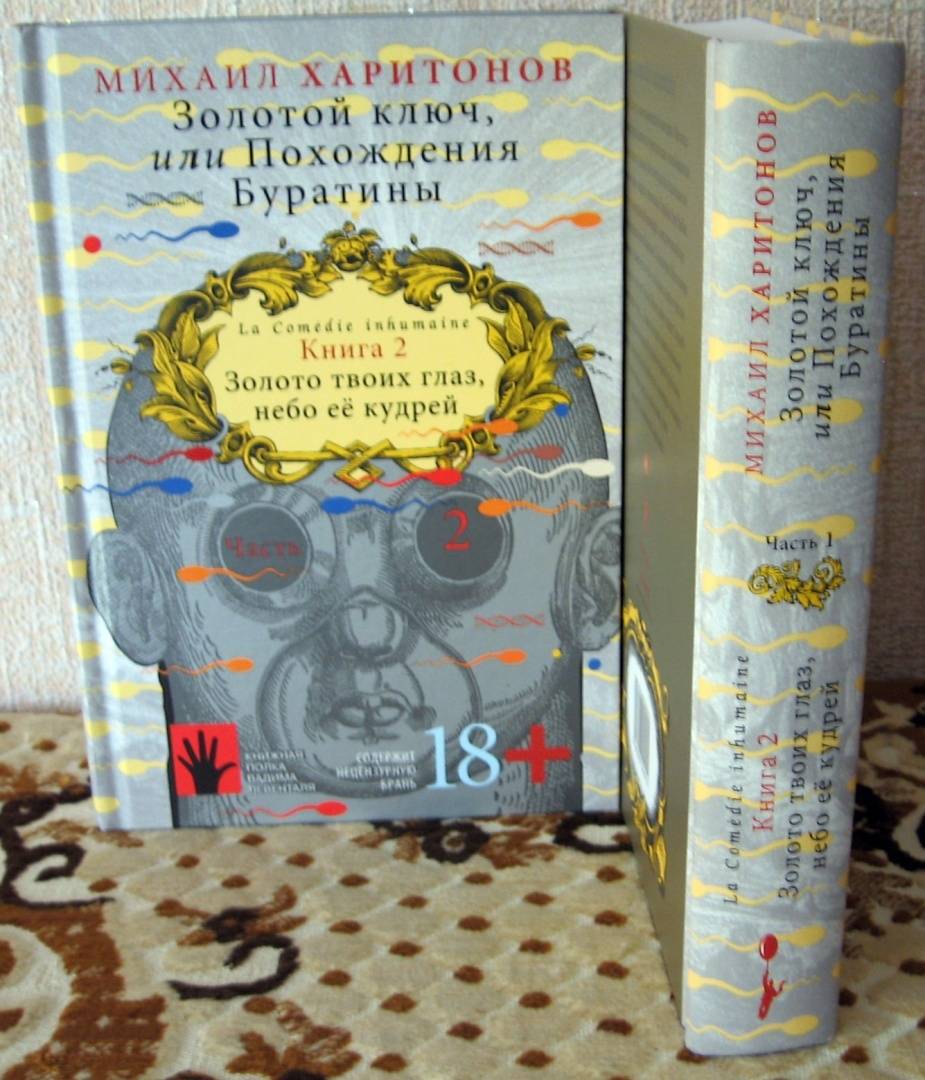 МИХАИЛ ХАРИТОНОВ
Золотой ключ,
или Похождения
Буратины
La Comédie inhumaine
Книга 2
Золото твоих глаз,
небо её кудрей
Часть 2
КНИЖНАЯ
ПОЛКА
ВАДИМА
ЛЕВЕНТАЛЯ
СОДЕРЖИТ
НЕЦЕНЗУРНУЮ
БРАНЬ
18+
МИХАИЛ ХАРИТОНОВ
Золотой ключ,
или Похождения
Буратины
Часть 1
La Comédie inhumaine
Книга 2
Золото твоих глаз,
небо её кудрей